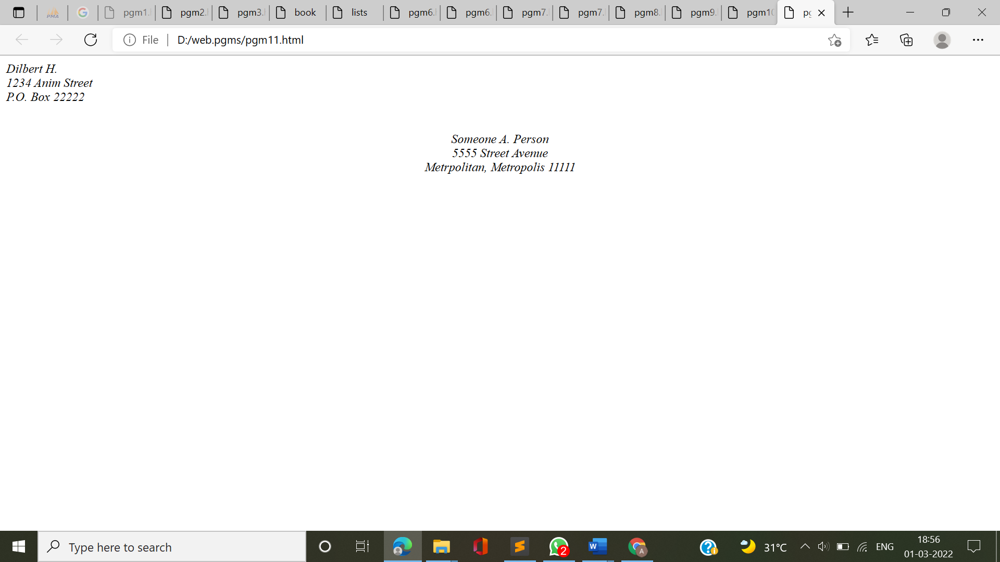 PMA
pgm1.
pgm2.
pgm3.
book
lists
pgm6.
pgm6.
pgm7.
pgm7.
pgm8.
pgm9.
pgm10
pg
File
D:/web.pgms/pgm11.html
Dilbert H.
1234 Anim Street
P.O. Box 22222
Someone A. Person
5555 Street Avenue
Metrpolitan, Metropolis 11111
Type here to search
2
W
A
31°C
ENG
18:56
01-03-2022